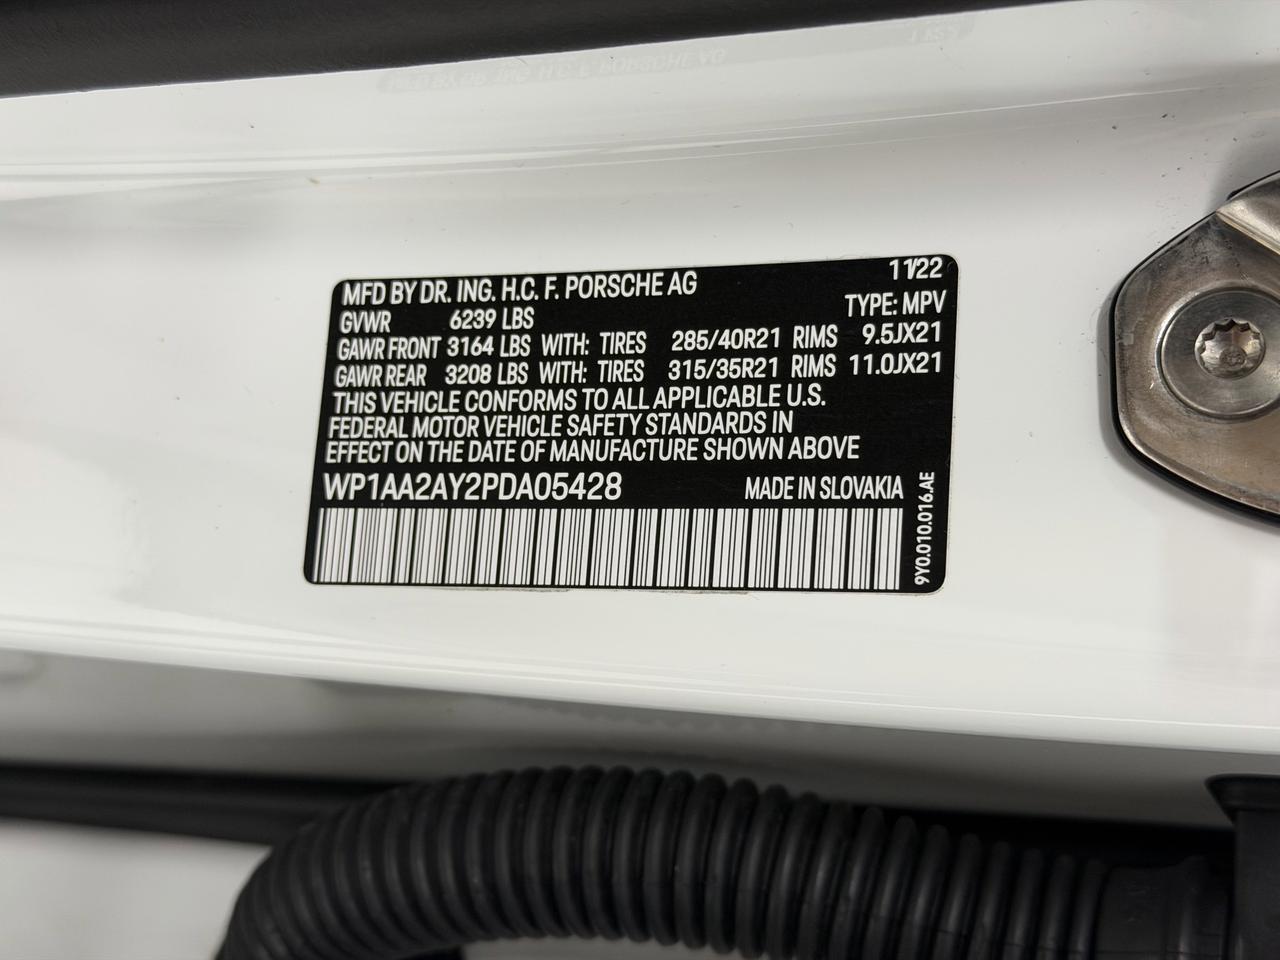 MFD BY DR. ING. H.C. F. PORSCHE AG 11/22
GVWR 6239 LBS TYPE: MPV
GAWR FRONT 3164 LBS WITH: TIRES 285/40R21 RIMS 9.5JX21
GAWR REAR 3208 LBS WITH: TIRES 315/35R21 RIMS 11.0JX21
THIS VEHICLE CONFORMS TO ALL APPLICABLE U.S.
FEDERAL MOTOR VEHICLE SAFETY STANDARDS IN
EFFECT ON THE DATE OF MANUFACTURE SHOWN ABOVE
WP1AA2AY2PDA05428 MADE IN SLOVAKIA
9Y0.010.016.AE